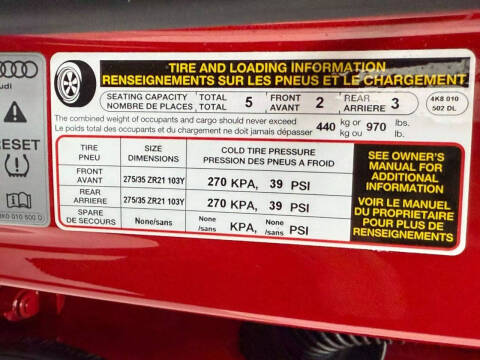 Audi
RESET
4K0 010 500 D
TIRE AND LOADING INFORMATION
RENSEIGNEMENTS SUR LES PNEUS ET LE CHARGEMENT
SEATING CAPACITY TOTAL 5 FRONT 2 REAR 3
NOMBRE DE PLACES TOTAL AVANT ARRIERE
4K8 010
502 DL
The combined weight of occupants and cargo should never exceed 440 kg or 970 lbs.
Le poids total des occupants et du chargement ne doit jamais dépasser kg ou lb.
TIRE SIZE COLD TIRE PRESSURE
PNEU DIMENSIONS PRESSION DES PNEUS A FROID
FRONT
AVANT 275/35 ZR21 103Y 270 KPA, 39 PSI
REAR
ARRIERE 275/35 ZR21 103Y 270 KPA, 39 PSI
SPARE
DE SECOURS None/sans None/sans KPA, None/sans PSI
SEE OWNER'S
MANUAL FOR
ADDITIONAL
INFORMATION
VOIR LE MANUEL
DU PROPRIETAIRE
POUR PLUS DE
RENSEIGNEMENTS